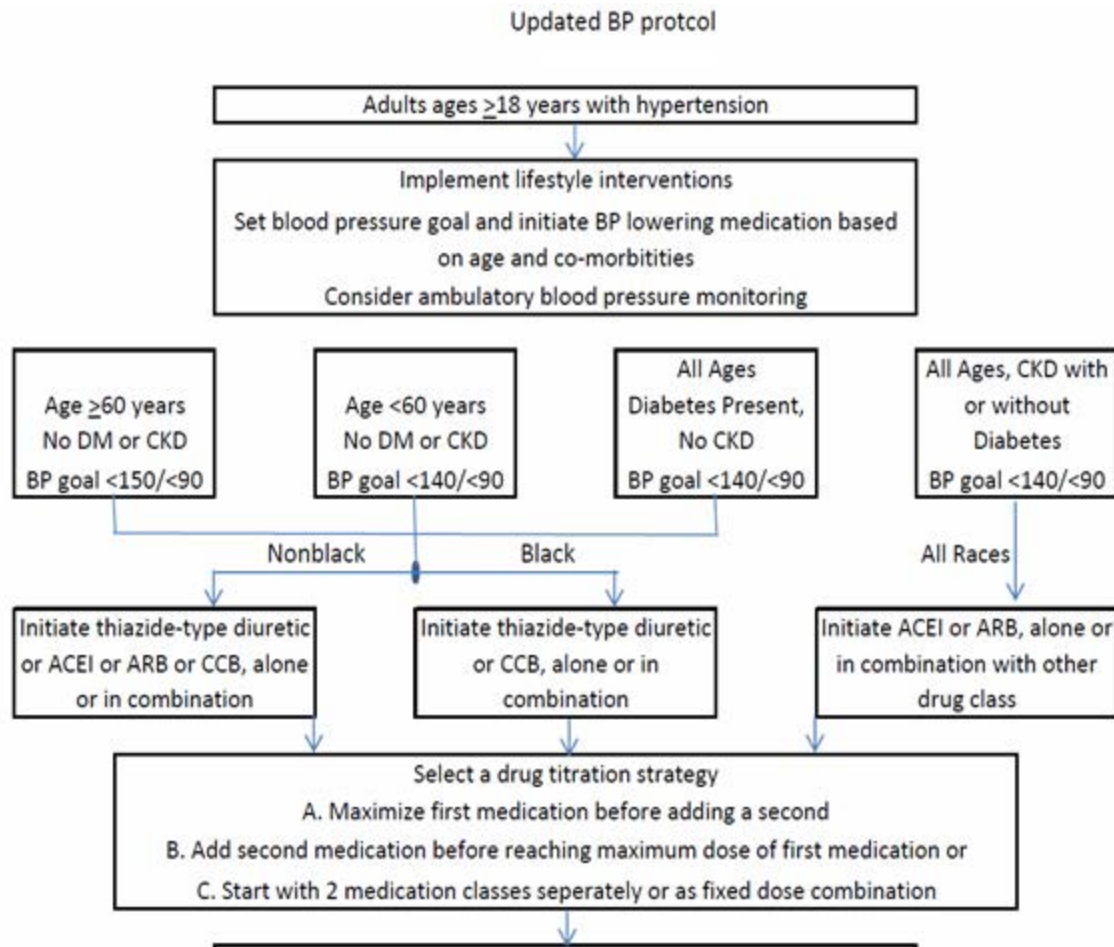 Updated BP protcol
Adults ages ≥18 years with hypertension
Implement lifestyle interventions
Set blood pressure goal and initiate BP lowering medication based
on age and co-morbitities
Consider ambulatory blood pressure monitoring
Age ≥60 years
No DM or CKD
BP goal <150/<90
Age <60 years
No DM or CKD
BP goal <140/<90
All Ages
Diabetes Present,
No CKD
BP goal <140/<90
All Ages, CKD with
or without
Diabetes
BP goal <140/<90
Nonblack
Black
All Races
Initiate thiazide-type diuretic
or ACEI or ARB or CCB, alone
or in combination
Initiate thiazide-type diuretic
or CCB, alone or in
combination
Initiate ACEI or ARB, alone or
in combination with other
drug class
Select a drug titration strategy
A. Maximize first medication before adding a second
B. Add second medication before reaching maximum dose of first medication or
C. Start with 2 medication classes seperately or as fixed dose combination